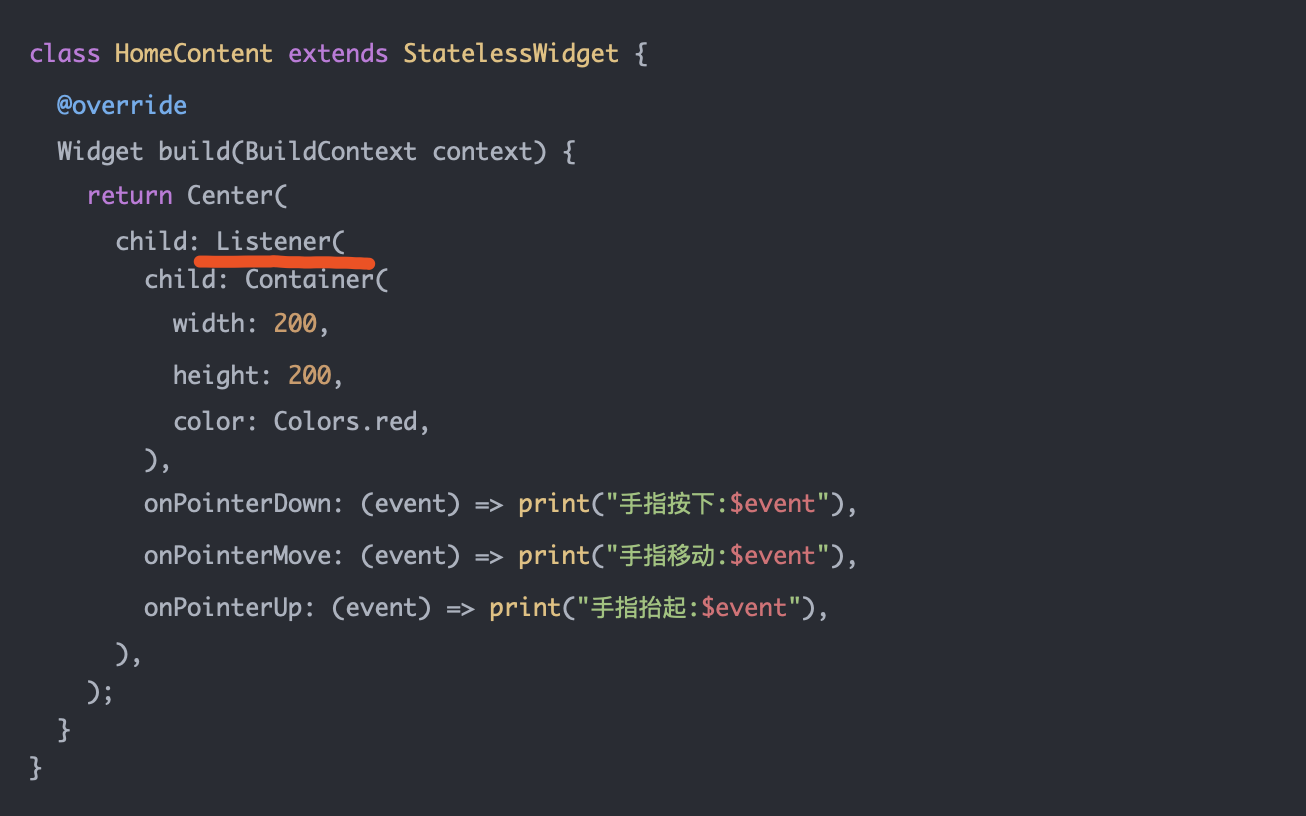 class HomeContent extends StatelessWidget {
  @override
  Widget build(BuildContext context) {
    return Center(
      child: Listener(
        child: Container(
          width: 200,
          height: 200,
          color: Colors.red,
        ),
        onPointerDown: (event) => print("手指按下:$event"),
        onPointerMove: (event) => print("手指移动:$event"),
        onPointerUp: (event) => print("手指抬起:$event"),
      ),
    );
  }
}